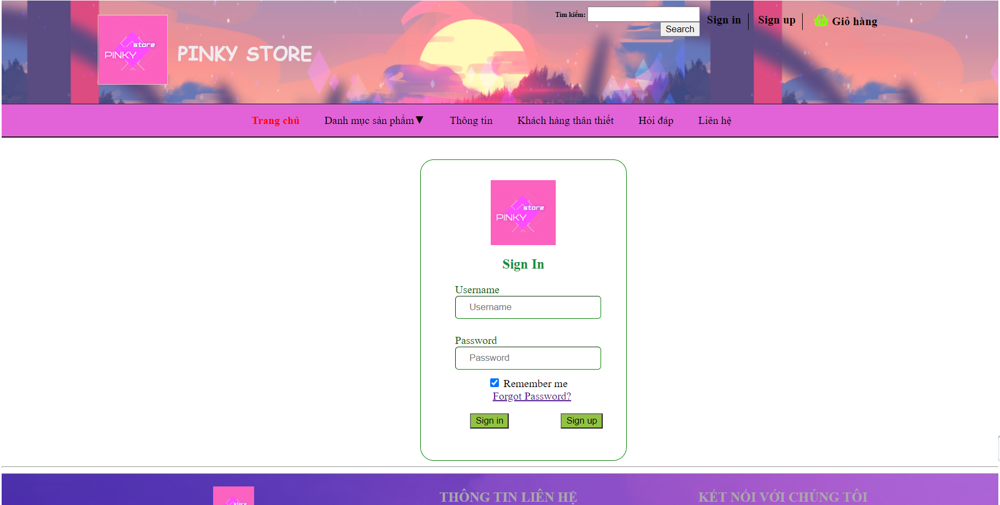 Tìm kiếm:
Search
Sign in
Sign up
Giỏ hàng
store
PINKY
PINKY STORE
Trang chủ
Danh mục sản phẩm▼
Thông tin
Khách hàng thân thiết
Hỏi đáp
Liên hệ
store
PINKY
Sign In
Username
Username
Password
Password
Remember me
Forgot Password?
Sign in
Sign up
store
THÔNG TIN LIÊN HỆ
KẾT NỐI VỚI CHÚNG TÔI